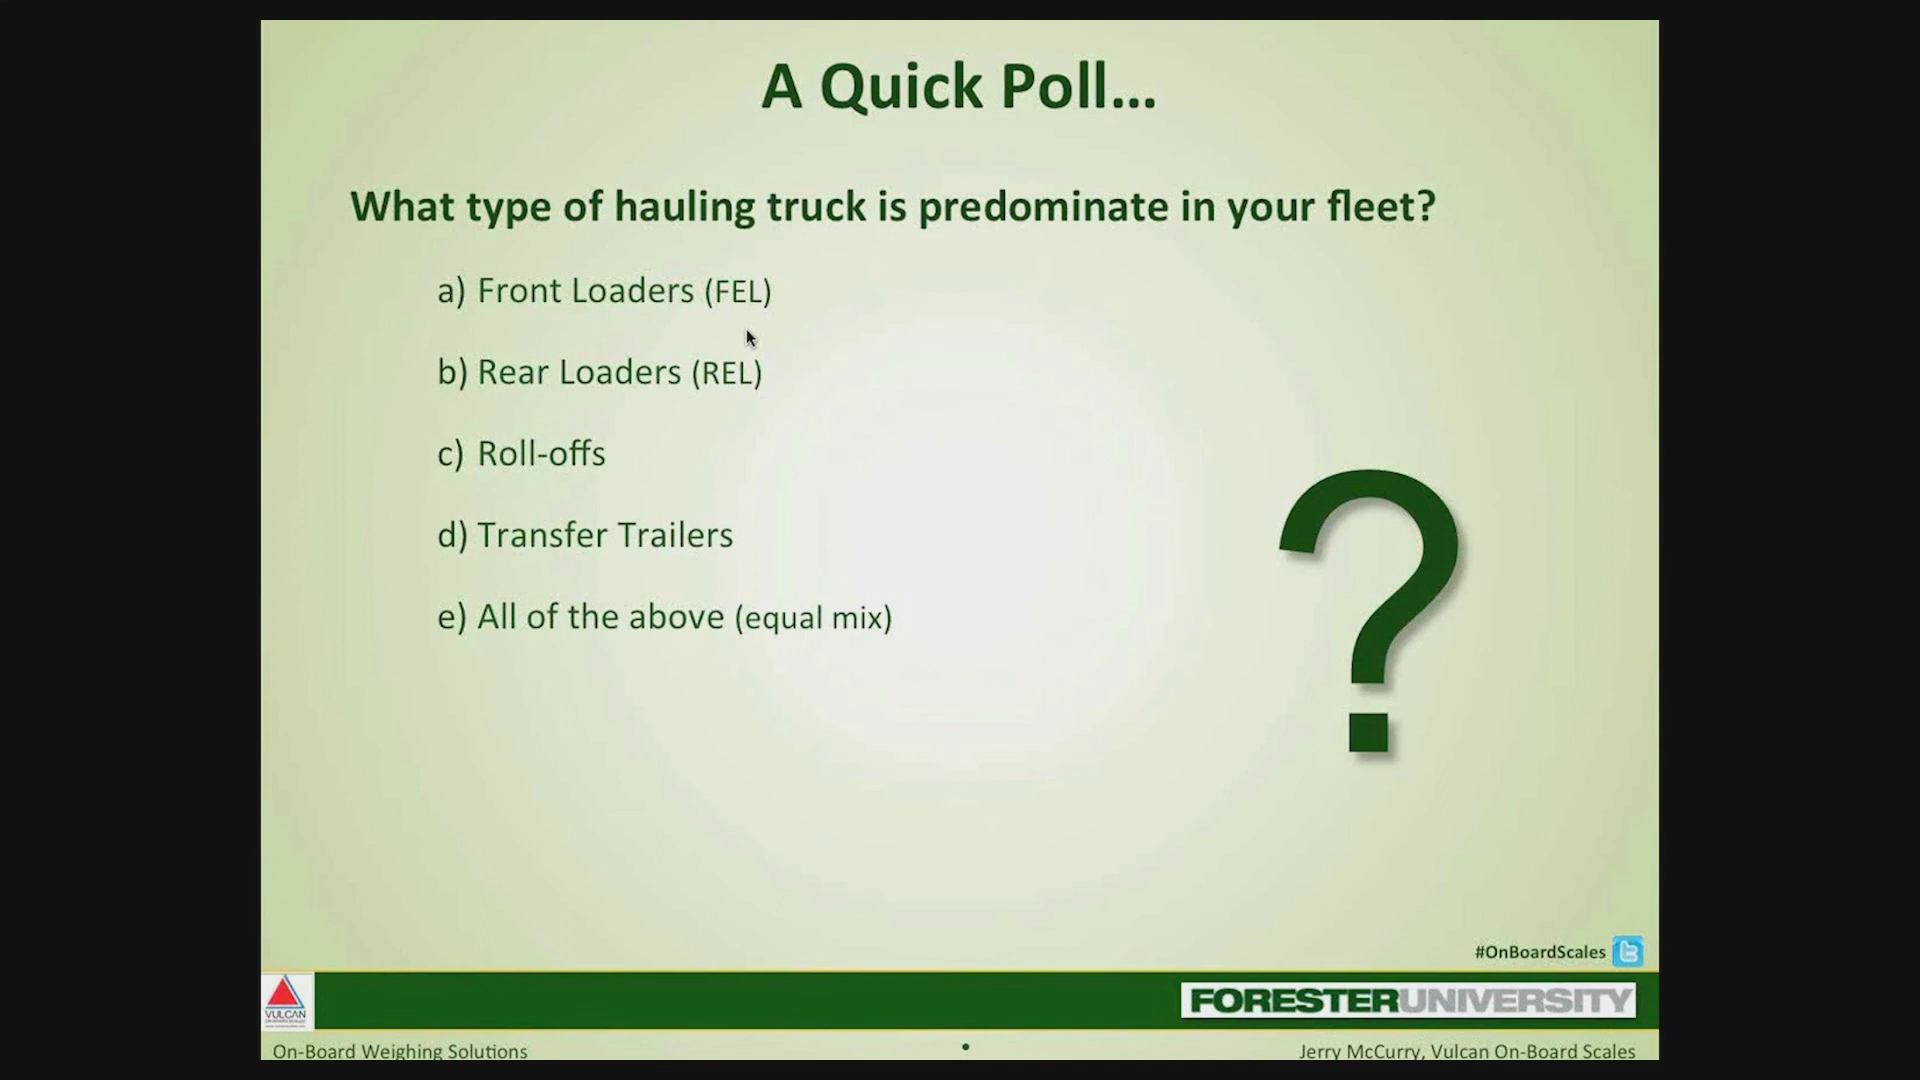 A Quick Poll...
What type of hauling truck is predominate in your fleet?
a) Front Loaders (FEL)
b) Rear Loaders (REL)
c) Roll-offs
d) Transfer Trailers
e) All of the above (equal mix)
?
#OnBoardScales
VULCAN
FORESTERUNIVERSITY
On-Board Weighing Solutions
Jerry McCurry, Vulcan On-Board Scales